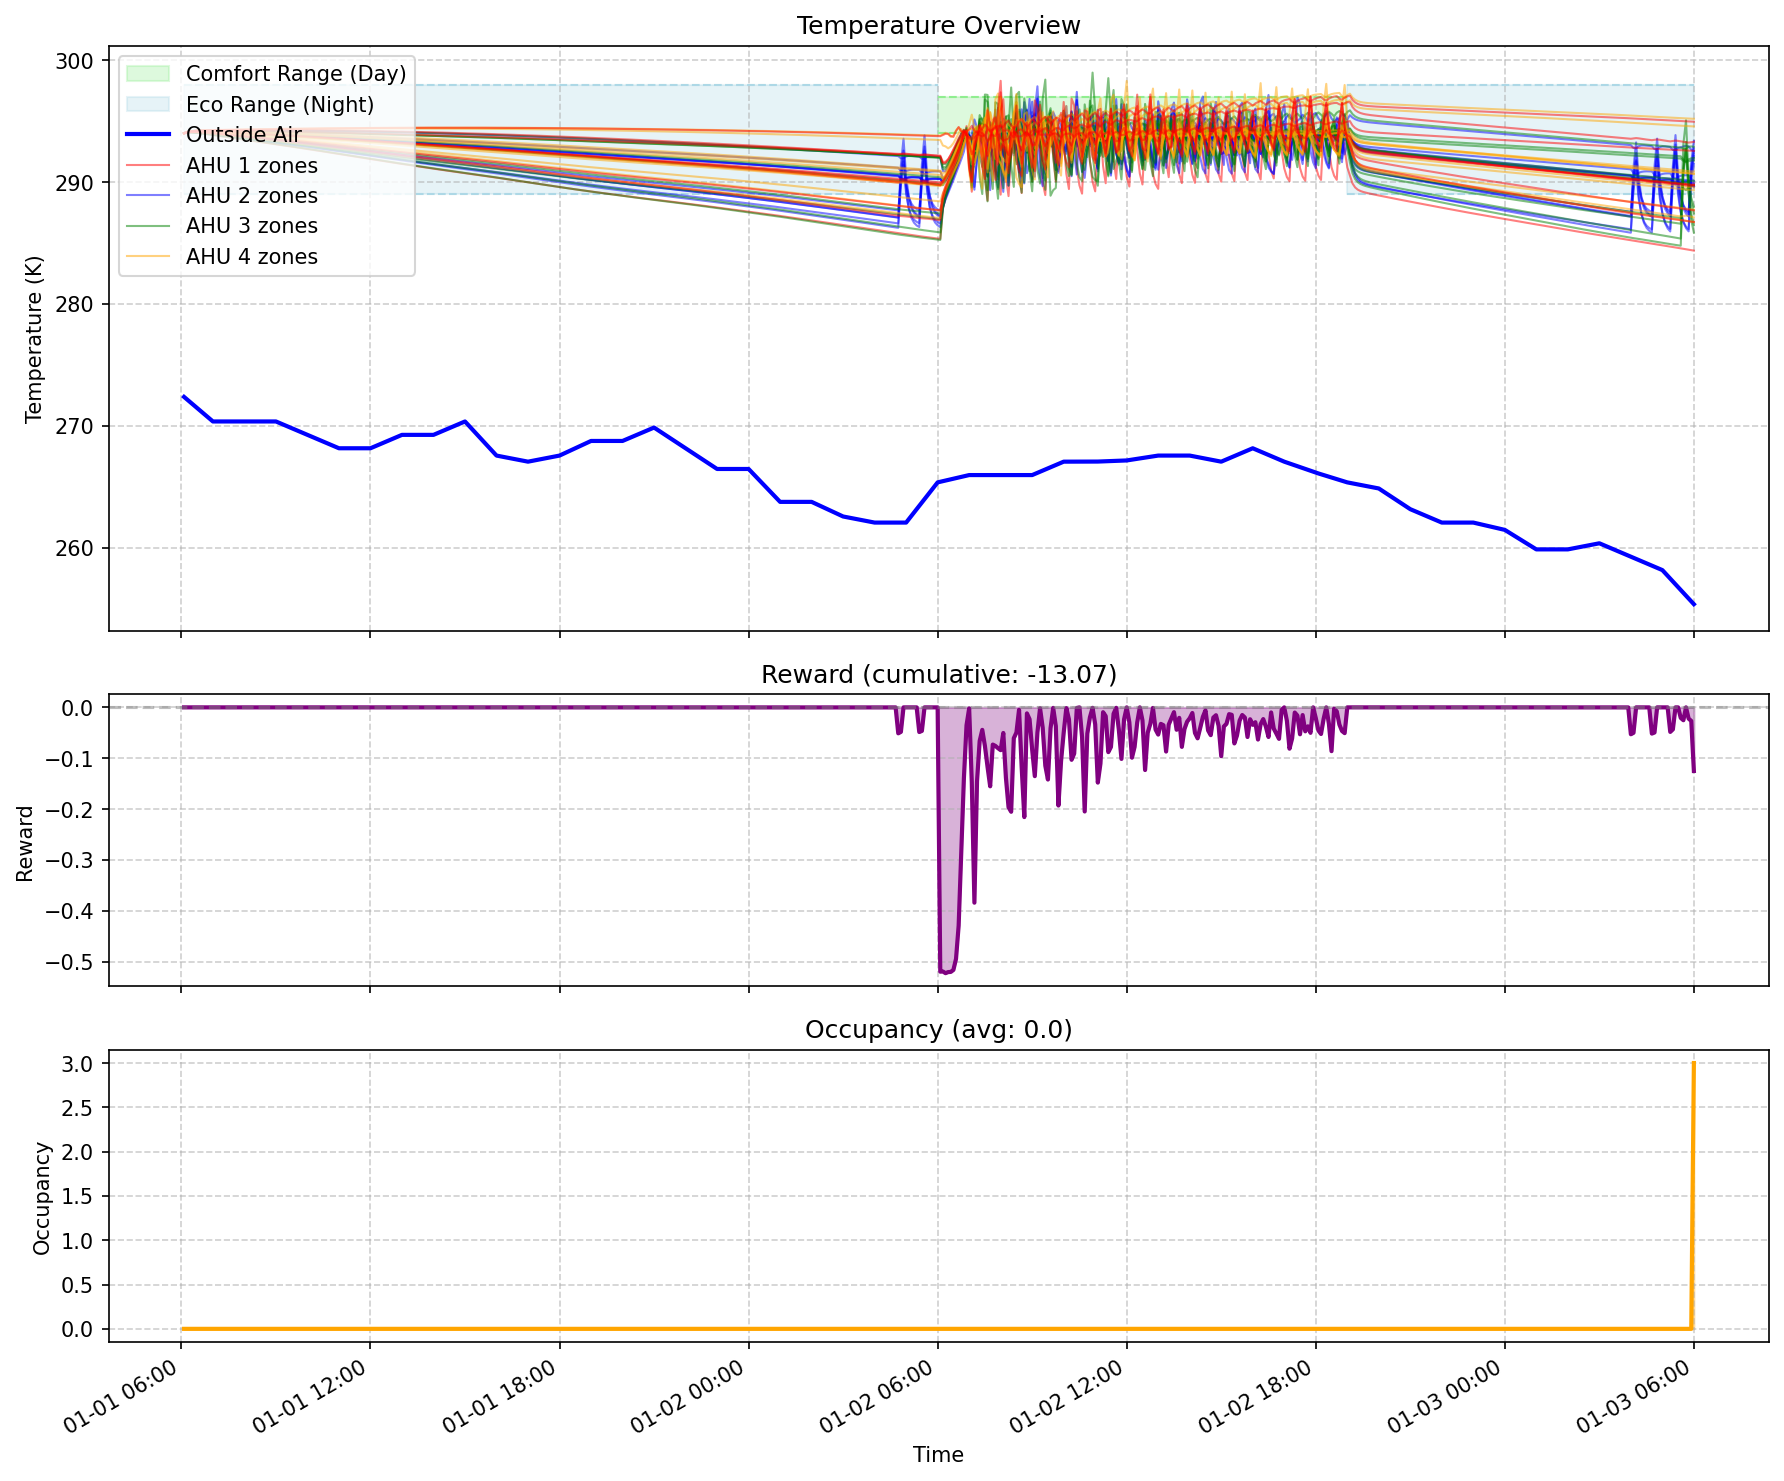 Temperature Overview
Temperature (K)
300
290
280
270
260
Comfort Range (Day)
Eco Range (Night)
Outside Air
AHU 1 zones
AHU 2 zones
AHU 3 zones
AHU 4 zones
Reward (cumulative: -13.07)
Reward
0.0
−0.1
−0.2
−0.3
−0.4
−0.5
Occupancy (avg: 0.0)
Occupancy
3.0
2.5
2.0
1.5
1.0
0.5
0.0
01-01 06:00
01-01 12:00
01-01 18:00
01-02 00:00
01-02 06:00
01-02 12:00
01-02 18:00
01-03 00:00
01-03 06:00
Time